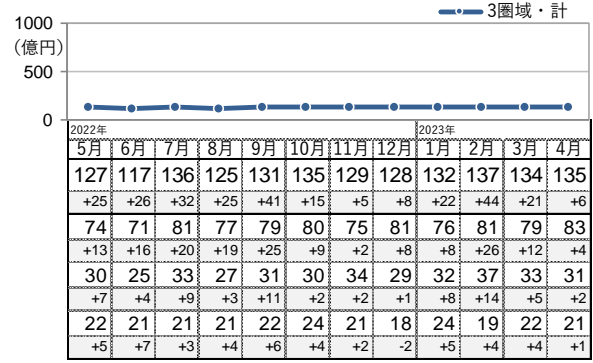 3圏域・計
1000
（億円）
500
0
2022年 2023年
5月 6月 7月 8月 9月 10月 11月 12月 1月 2月 3月 4月
127 117 136 125 131 135 129 128 132 137 134 135
+25 +26 +32 +25 +41 +15 +5 +8 +22 +44 +21 +6
74 71 81 77 79 80 75 81 76 81 79 83
+13 +16 +20 +19 +25 +9 +2 +8 +8 +26 +12 +4
30 25 33 27 31 30 34 29 32 37 33 31
+7 +4 +9 +3 +11 +2 +2 +1 +8 +14 +5 +2
22 21 21 21 22 24 21 18 24 19 22 21
+5 +7 +3 +4 +6 +4 +2 -2 +5 +4 +4 +1